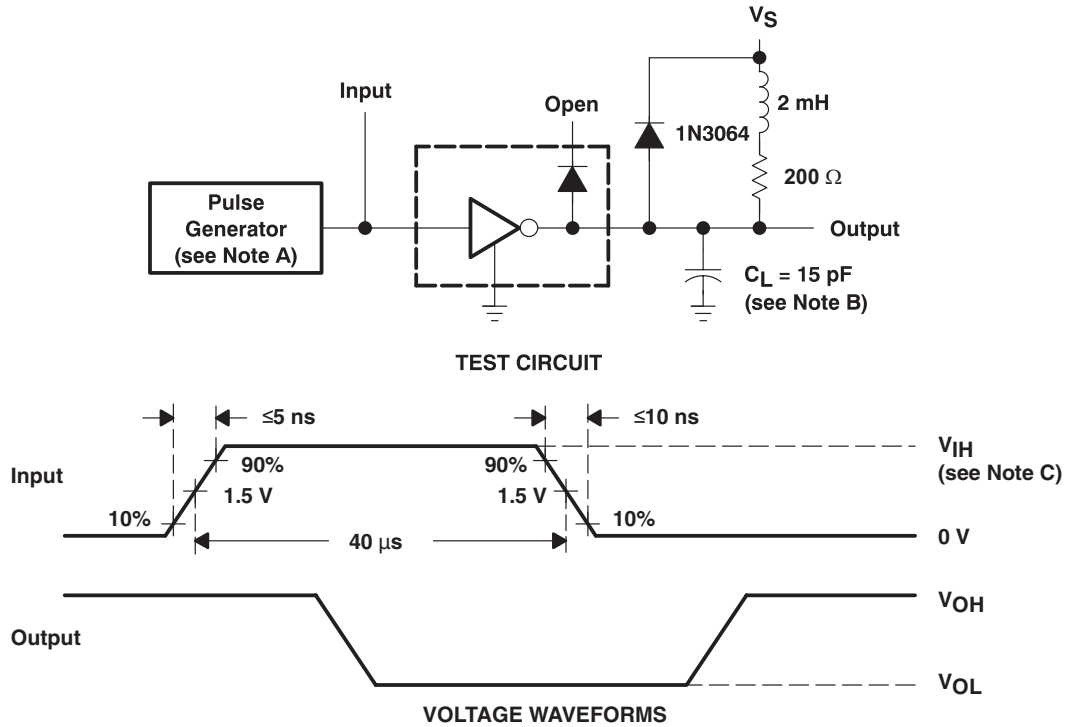 VS
Input
Open
2 mH
1N3064
200 Ω
Pulse
Generator
(see Note A)
Output
CL = 15 pF
(see Note B)
TEST CIRCUIT
≤5 ns
≤10 ns
Input
90%
90%
VIH
(see Note C)
1.5 V
1.5 V
10%
10%
40 μs
0 V
VOH
Output
VOL
VOLTAGE WAVEFORMS